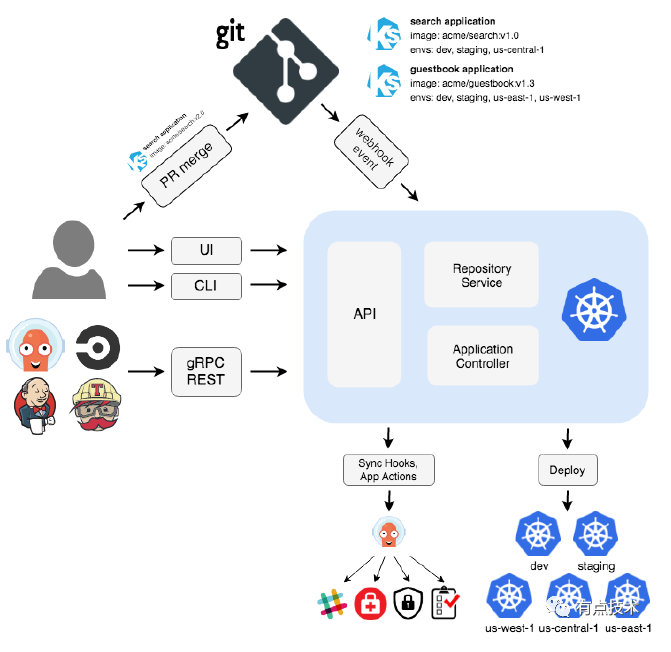 git
search application
image: acme/search:v1.0
envs: dev, staging, us-central-1
guestbook application
image: acme/guestbook:v1.3
envs: dev, staging, us-east-1, us-west-1
search application
image: acme/search:v2.0
PR merge
webhook
event
UI
CLI
gRPC
REST
API
Repository
Service
Application
Controller
Sync Hooks,
App Actions
Deploy
dev
staging
us-west-1
us-central-1
us-east-1
有点技术